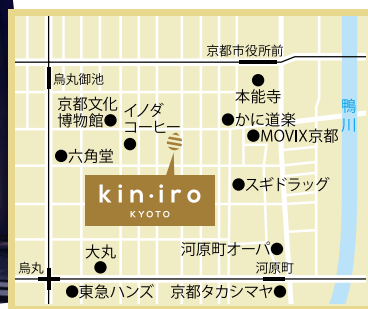 京都市役所前
烏丸御池
本能寺
京都文化
博物館
イノダ
コーヒー
かに道楽
MOVIX京都
鴨川
六角堂
スギドラッグ
kin·iro
KYOTO
大丸
河原町オーパ
烏丸
河原町
東急ハンズ
京都タカシマヤ